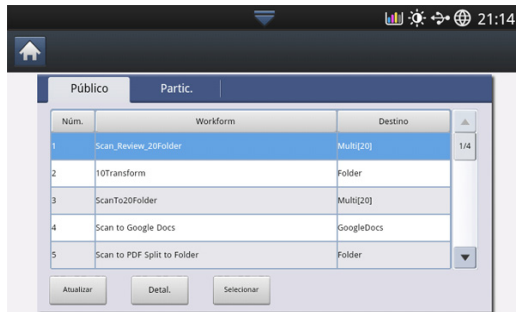 21:14
Público Partic.
Núm. Workform Destino
1 Scan_Review_20Folder Multi[20] 1/4
2 10Transform Folder
3 ScanTo20Folder Multi[20]
4 Scan to Google Docs GoogleDocs
5 Scan to PDF Split to Folder Folder
Atualizar Detal. Selecionar